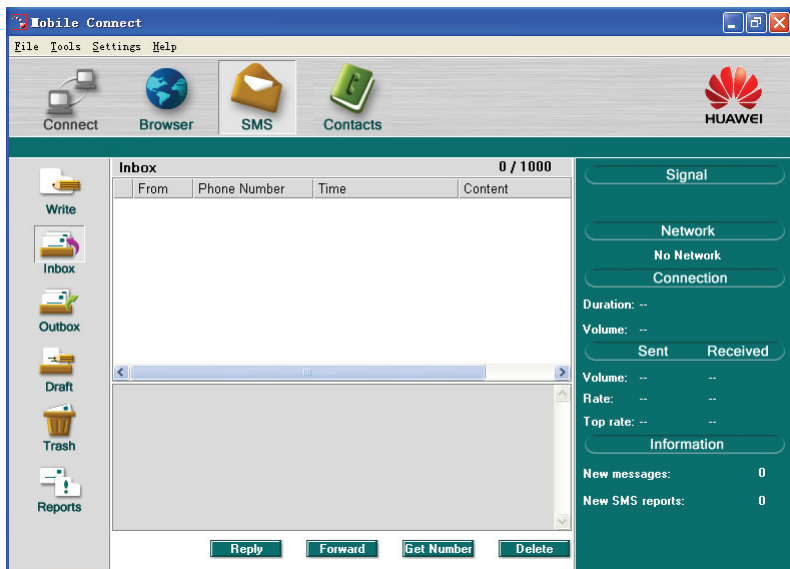 Mobile Connect
File Tools Settings Help
Connect Browser SMS Contacts
HUAWEI
Write
Inbox
Outbox
Draft
Trash
Reports
Inbox 0 / 1000
From Phone Number Time Content
Reply Forward Get Number Delete
Signal
Network
No Network
Connection
Duration: --
Volume: --
Sent Received
Volume: -- --
Rate: -- --
Top rate: -- --
Information
New messages: 0
New SMS reports: 0